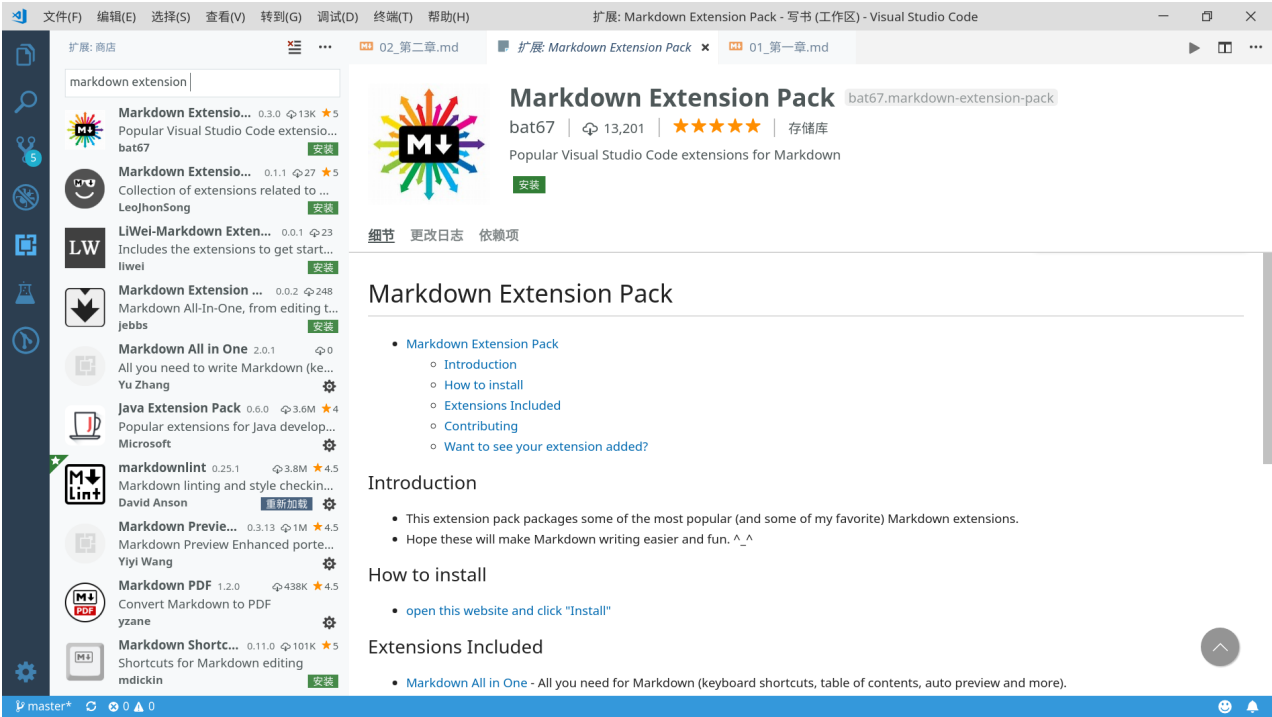 文件(F) 编辑(E) 选择(S) 查看(V) 转到(G) 调试(D) 终端(T) 帮助(H) 扩展: Markdown Extension Pack - 写书 (工作区) - Visual Studio Code
扩展: 商店
02_第二章.md 扩展: Markdown Extension Pack 01_第一章.md
markdown extension
Markdown Extensio... 0.3.0 13K 5
Popular Visual Studio Code extensio...
bat67 安装
Markdown Extensio... 0.1.1 27 5
Collection of extensions related to ...
LeoJhonSong 安装
LW
LiWei-Markdown Exten... 0.0.1 23
Includes the extensions to get start...
liwei 安装
Markdown Extension ... 0.0.2 248
Markdown All-In-One, from editing t...
jebbs 安装
Markdown All in One 2.0.1 0
All you need to write Markdown (ke...
Yu Zhang
Java Extension Pack 0.6.0 3.6M 4
Popular extensions for Java develop...
Microsoft
markdownlint 0.25.1 3.8M 4.5
Markdown linting and style checkin...
David Anson 重新加载
Markdown Previe... 0.3.13 1M 4.5
Markdown Preview Enhanced porte...
Yiyi Wang
Markdown PDF 1.2.0 438K 4.5
Convert Markdown to PDF
yzane
Markdown Shortc... 0.11.0 101K 5
Shortcuts for Markdown editing
mdickin 安装
5
M↓
M↓
Lint
M↓
PDF
M↓
M↓
Markdown Extension Pack bat67.markdown-extension-pack
bat67 13,201 存储库
Popular Visual Studio Code extensions for Markdown
安装
细节 更改日志 依赖项
Markdown Extension Pack
• Markdown Extension Pack
◦ Introduction
◦ How to install
◦ Extensions Included
◦ Contributing
◦ Want to see your extension added?
Introduction
• This extension pack packages some of the most popular (and some of my favorite) Markdown extensions.
• Hope these will make Markdown writing easier and fun. ^_^
How to install
• open this website and click "Install"
Extensions Included
• Markdown All in One - All you need for Markdown (keyboard shortcuts, table of contents, auto preview and more).
master* 0 0